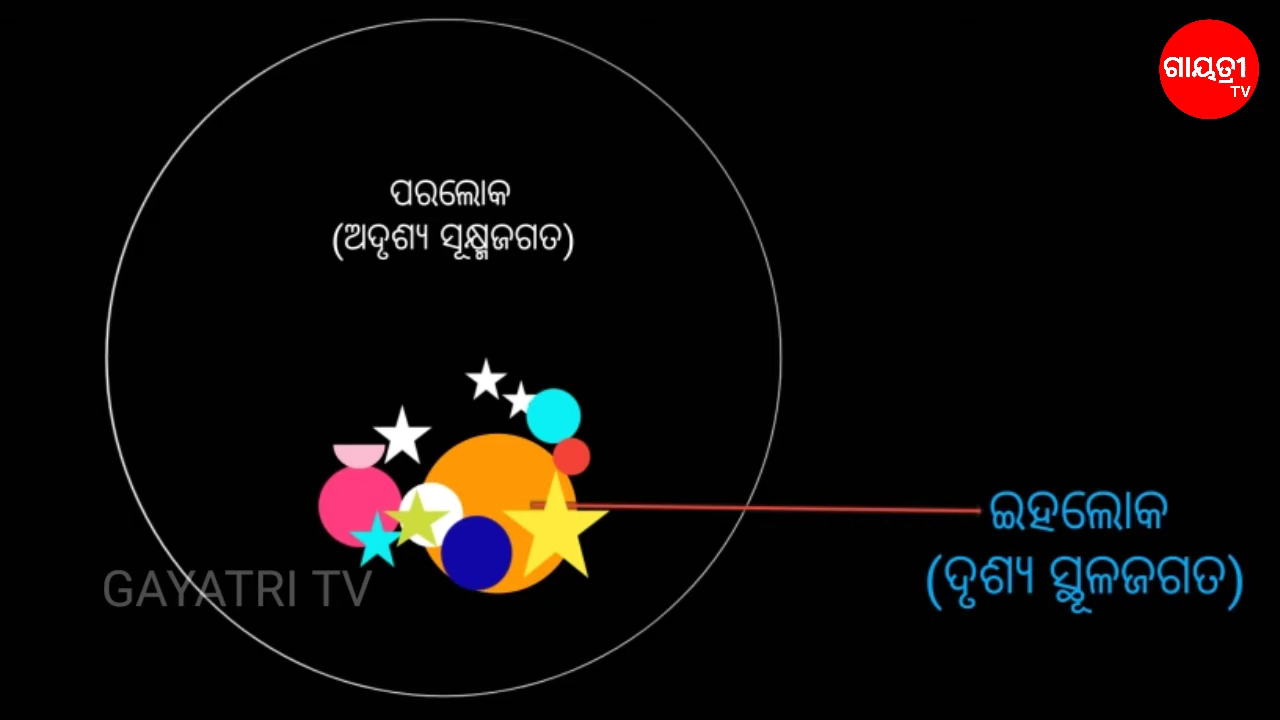 ଗାୟତ୍ରୀ
TV
ପରଲୋକ
(ଅଦୃଶ୍ୟ ସୂକ୍ଷ୍ମଜଗତ)
ଇହଲୋକ
(ଦୃଶ୍ୟ ସ୍ଥୂଳଜଗତ)
GAYATRI TV